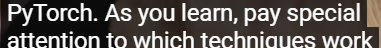 PyTorch. As you learn, pay special
attention to which techniques work